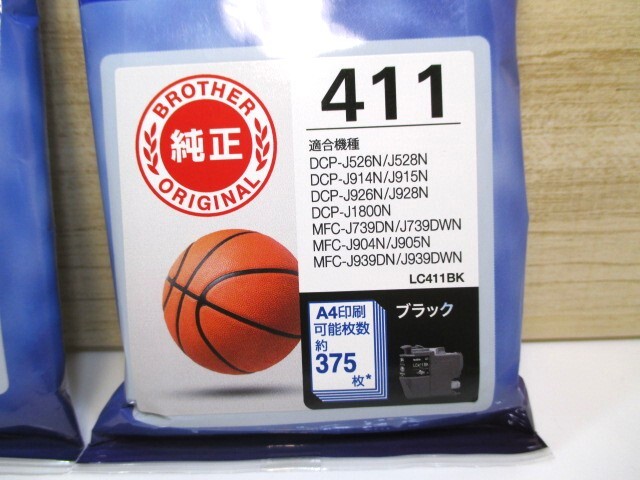 BROTHER
純正
ORIGINAL
411
適合機種
DCP-J526N/J528N
DCP-J914N/J915N
DCP-J926N/J928N
DCP-J1800N
MFC-J739DN/J739DWN
MFC-J904N/J905N
MFC-J939DN/J939DWN
LC411BK
A4印刷
可能枚数
約
375
枚*
ブラック